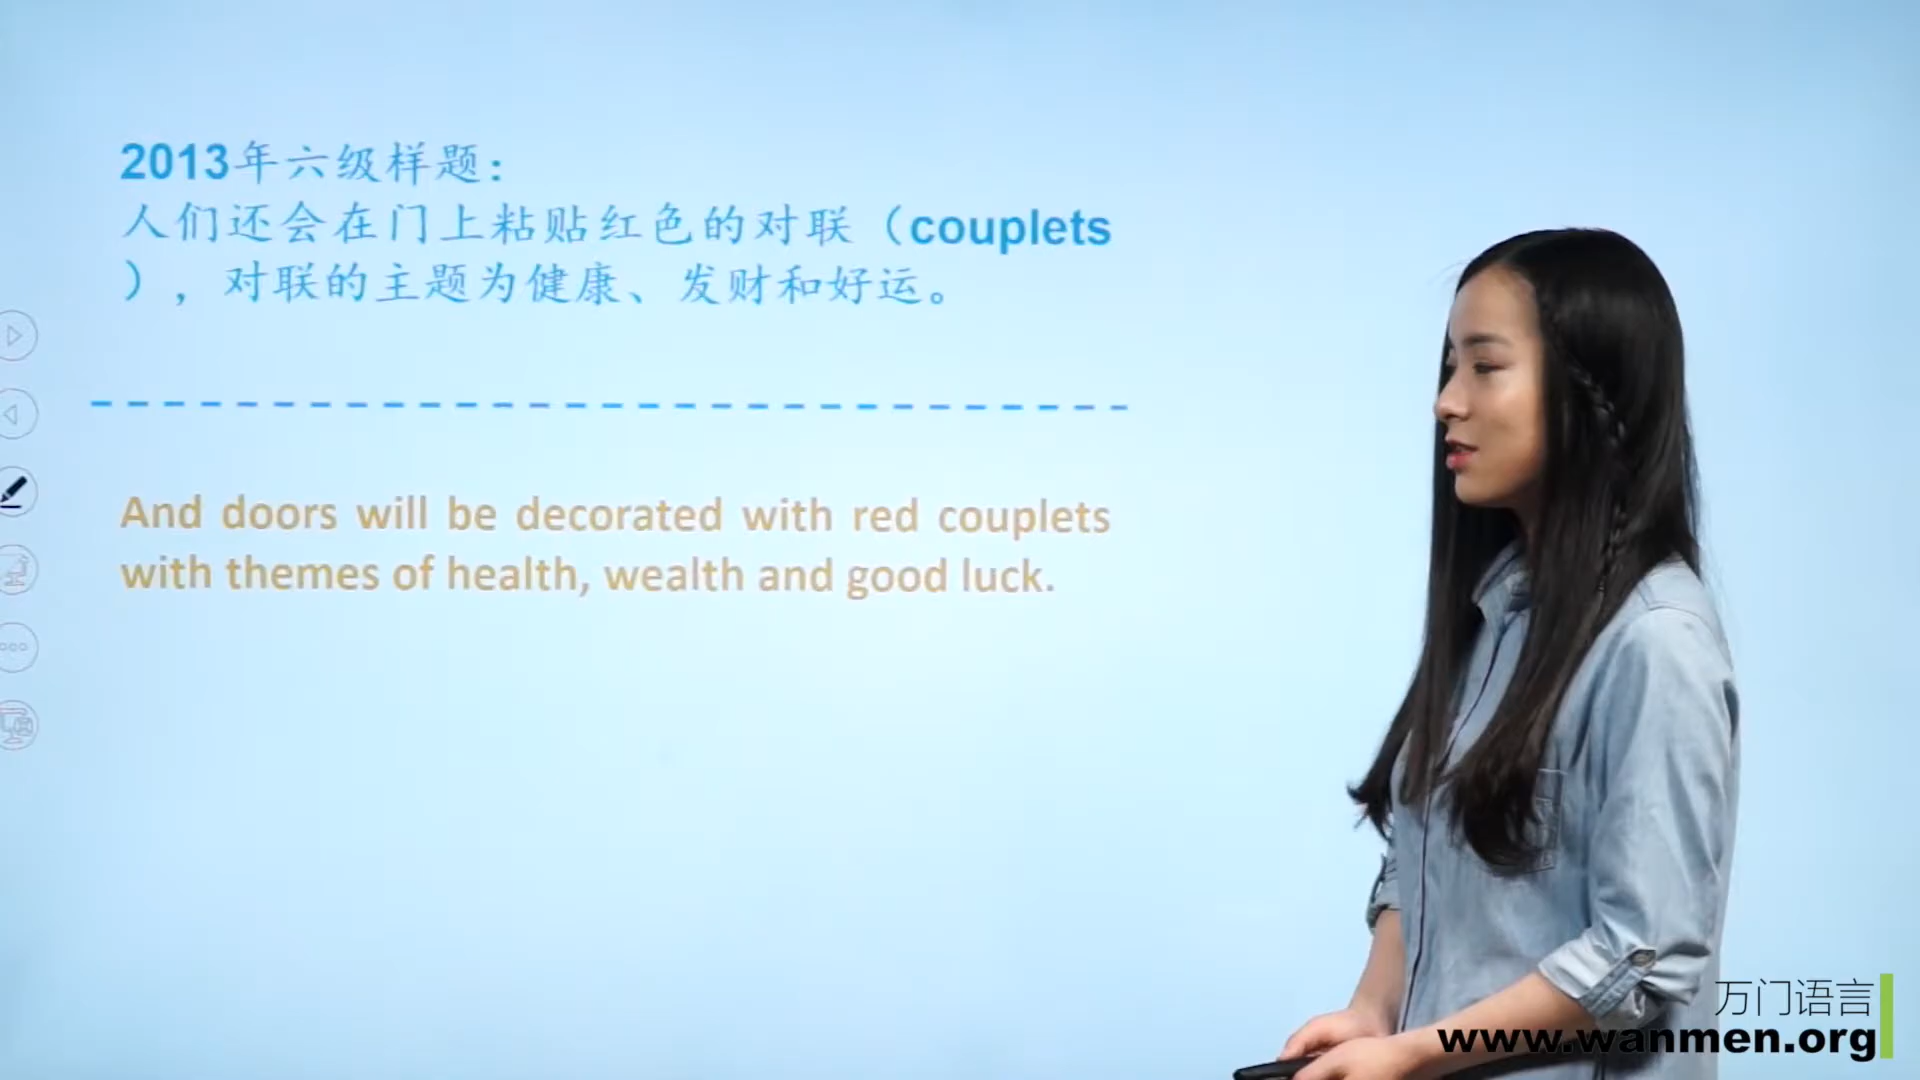 2013年六级样题：
人们还会在门上粘贴红色的对联（couplets
），对联的主题为健康、发财和好运。
And doors will be decorated with red couplets
with themes of health, wealth and good luck.
万门语言
www.wanmen.org